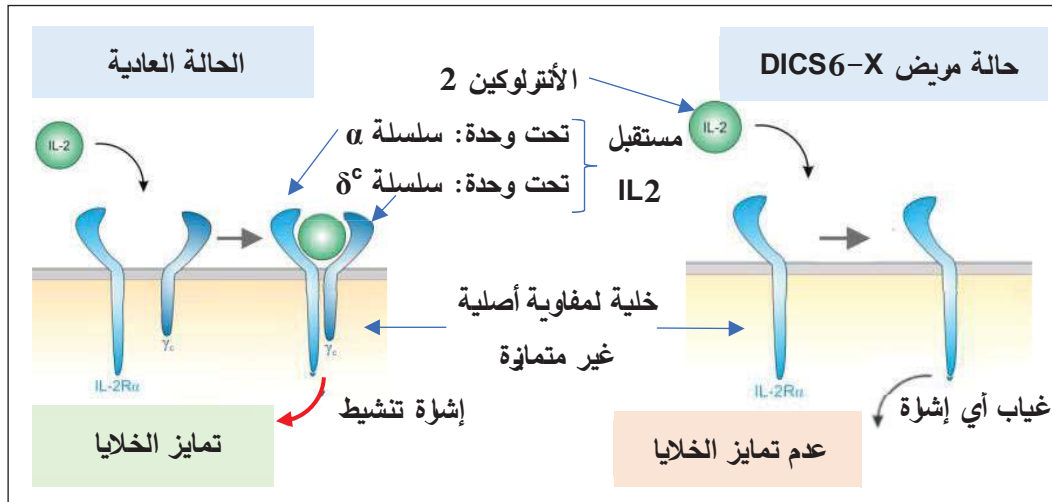 الحالة العادية
حالة مريض DICS6-X
الأنترلوكين 2
IL-2
IL-2
تحت وحدة: سلسلة α
مستقبل
تحت وحدة: سلسلة δᶜ
IL2
خلية لمفاوية أصلية
غير متمايزة
γc
γc
IL-2Rα
IL-2Rα
إشارة تنشيط
غياب أي إشارة
تمايز الخلايا
عدم تمايز الخلايا